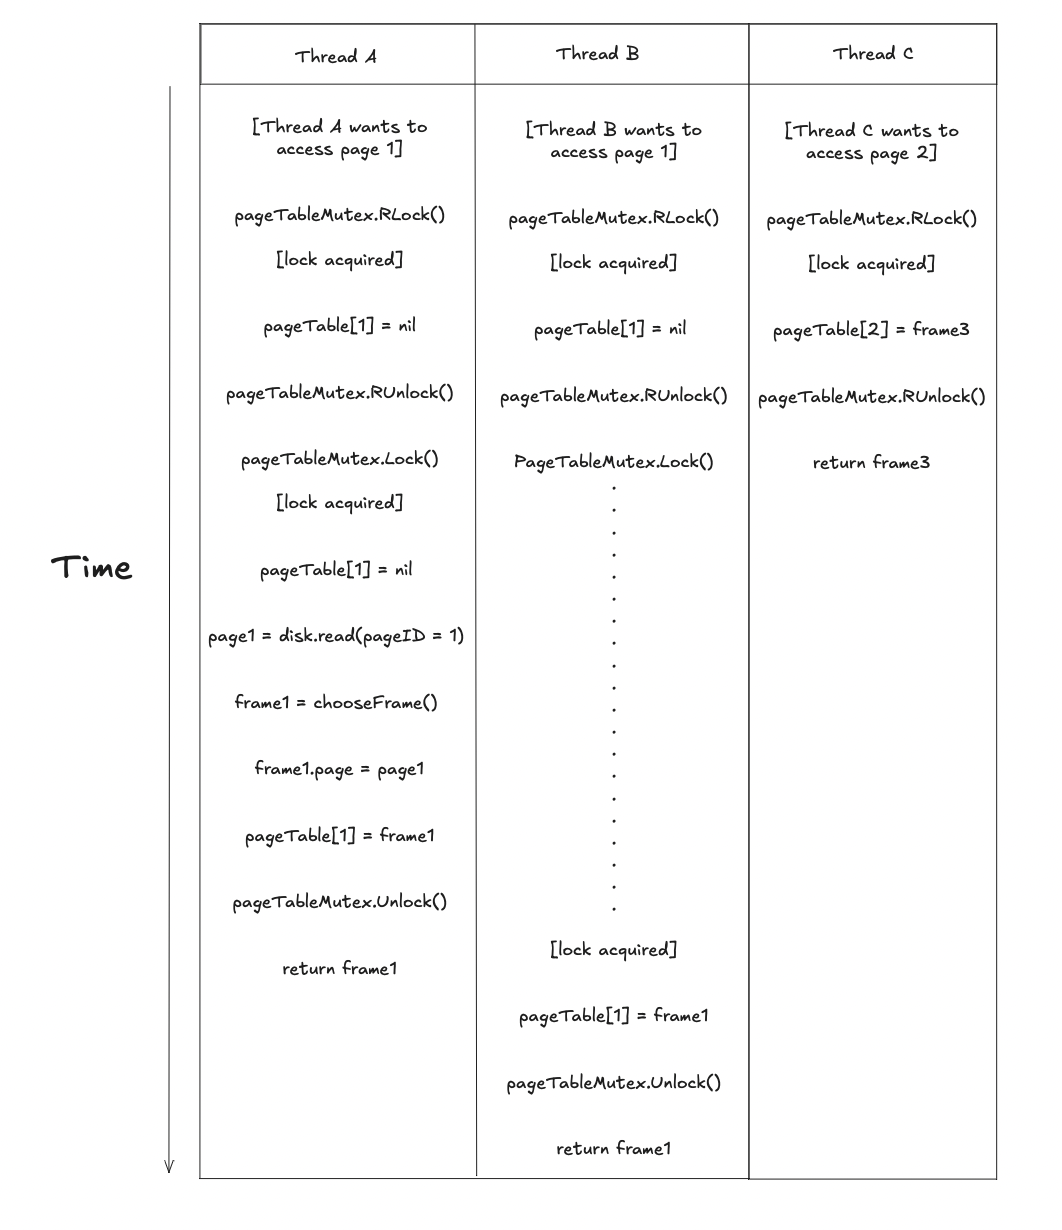 Thread A
Thread B
Thread C
[Thread A wants to
access page 1]
[Thread B wants to
access page 1]
[Thread C wants to
access page 2]
pageTableMutex.RLock()
pageTableMutex.RLock()
pageTableMutex.RLock()
[lock acquired]
[lock acquired]
[lock acquired]
pageTable[1] = nil
pageTable[1] = nil
pageTable[2] = frame3
pageTableMutex.RUnlock()
pageTableMutex.RUnlock()
pageTableMutex.RUnlock()
pageTableMutex.Lock()
PageTableMutex.Lock()
return frame3
[lock acquired]
Time
pageTable[1] = nil
page1 = disk.read(pageID = 1)
frame1 = chooseFrame()
frame1.page = page1
pageTable[1] = frame1
pageTableMutex.Unlock()
[lock acquired]
return frame1
pageTable[1] = frame1
pageTableMutex.Unlock()
return frame1